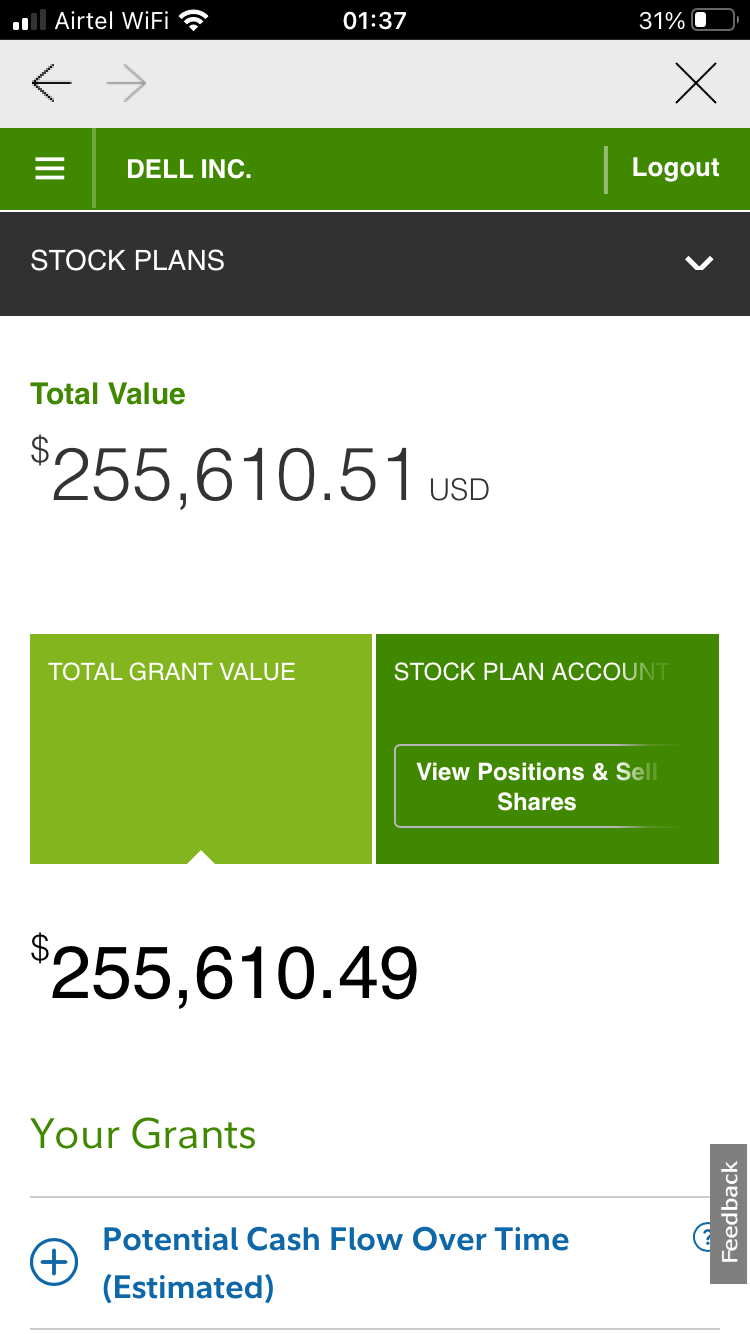 Airtel WiFi 01:37 31%
DELL INC. Logout
STOCK PLANS
Total Value
$255,610.51 USD
TOTAL GRANT VALUE
STOCK PLAN ACCOUNT
View Positions & Sell
Shares
$255,610.49
Your Grants
Potential Cash Flow Over Time
(Estimated)
?
Feedback